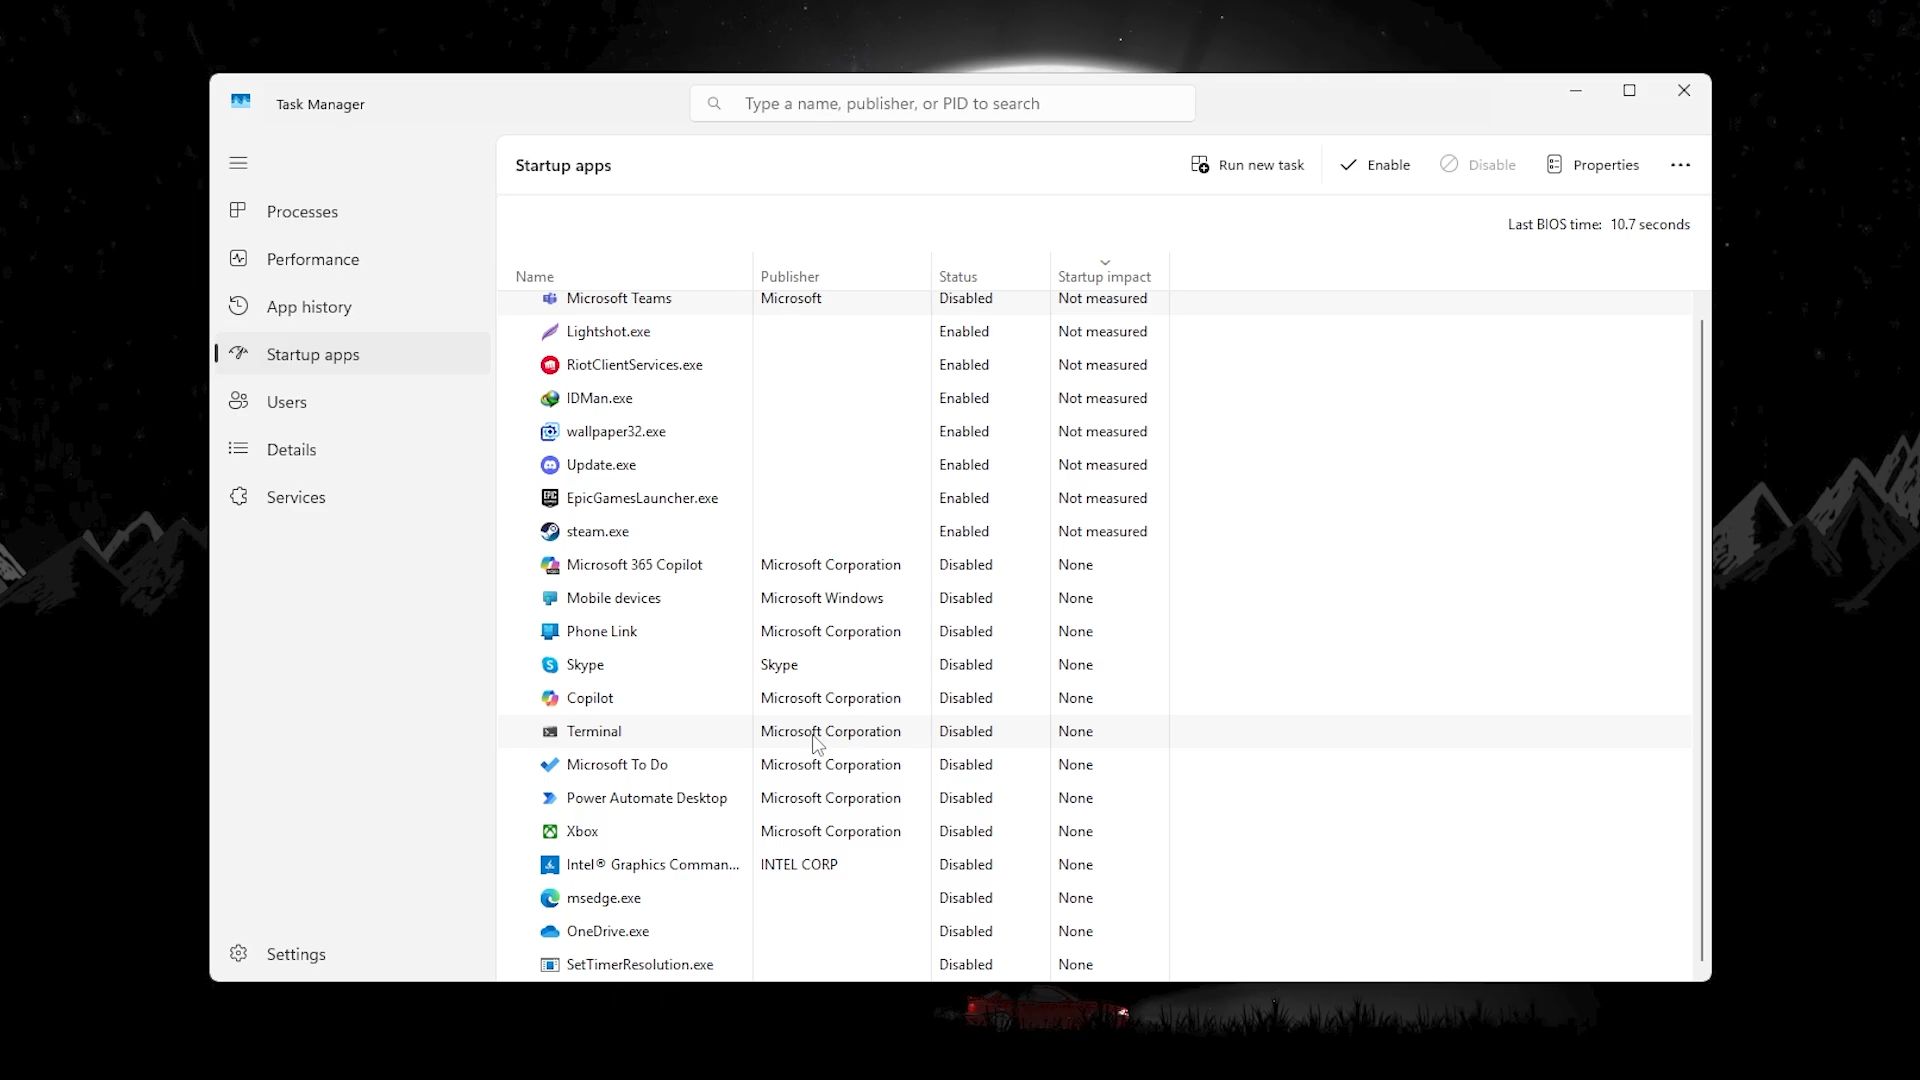 Task Manager
Type a name, publisher, or PID to search
Startup apps
Run new task
Enable
Disable
Properties
Processes
Performance
App history
Startup apps
Users
Details
Services
Settings
Last BIOS time: 10.7 seconds
Name Publisher Status Startup impact
Microsoft Teams Microsoft Disabled Not measured
Lightshot.exe Enabled Not measured
RiotClientServices.exe Enabled Not measured
IDMan.exe Enabled Not measured
wallpaper32.exe Enabled Not measured
Update.exe Enabled Not measured
EpicGamesLauncher.exe Enabled Not measured
steam.exe Enabled Not measured
Microsoft 365 Copilot Microsoft Corporation Disabled None
Mobile devices Microsoft Windows Disabled None
Phone Link Microsoft Corporation Disabled None
Skype Skype Disabled None
Copilot Microsoft Corporation Disabled None
Terminal Microsoft Corporation Disabled None
Microsoft To Do Microsoft Corporation Disabled None
Power Automate Desktop Microsoft Corporation Disabled None
Xbox Microsoft Corporation Disabled None
Intel® Graphics Comman... INTEL CORP Disabled None
msedge.exe Disabled None
OneDrive.exe Disabled None
SetTimerResolution.exe Disabled None